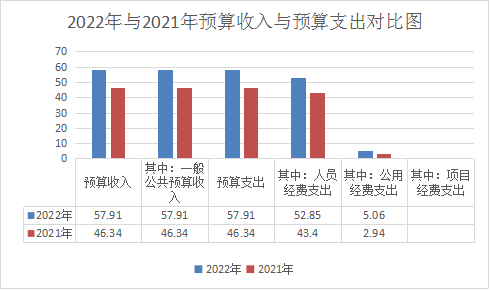 2022年与2021年预算收入与预算支出对比图
70
60
50
40
30
20
10
0
预算收入
其中：一般
公共预算收
入
预算支出
其中：人员
经费支出
其中：公用
经费支出
其中：项目
经费支出
2022年 57.91 57.91 57.91 52.85 5.06
2021年 46.34 46.34 46.34 43.4 2.94
2022年 2021年